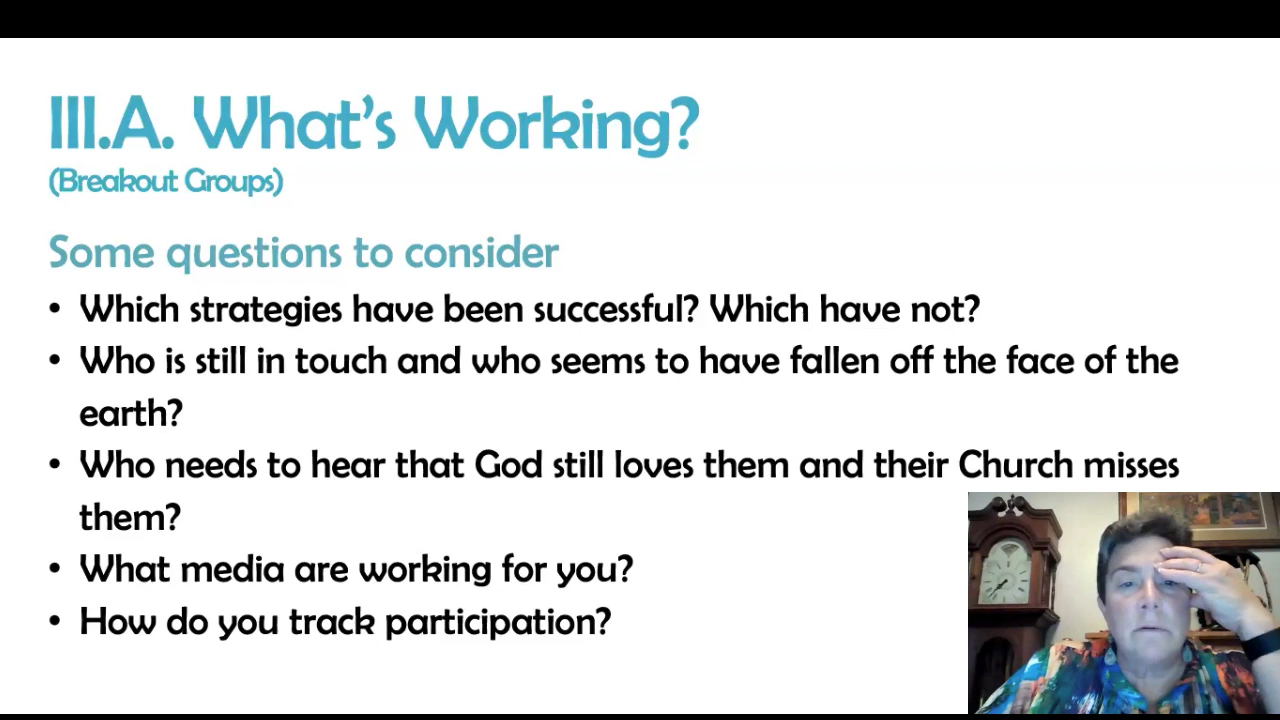 III.A. What's Working?
(Breakout Groups)
Some questions to consider
• Which strategies have been successful? Which have not?
• Who is still in touch and who seems to have fallen off the face of the
earth?
• Who needs to hear that God still loves them and their Church misses
them?
• What media are working for you?
• How do you track participation?